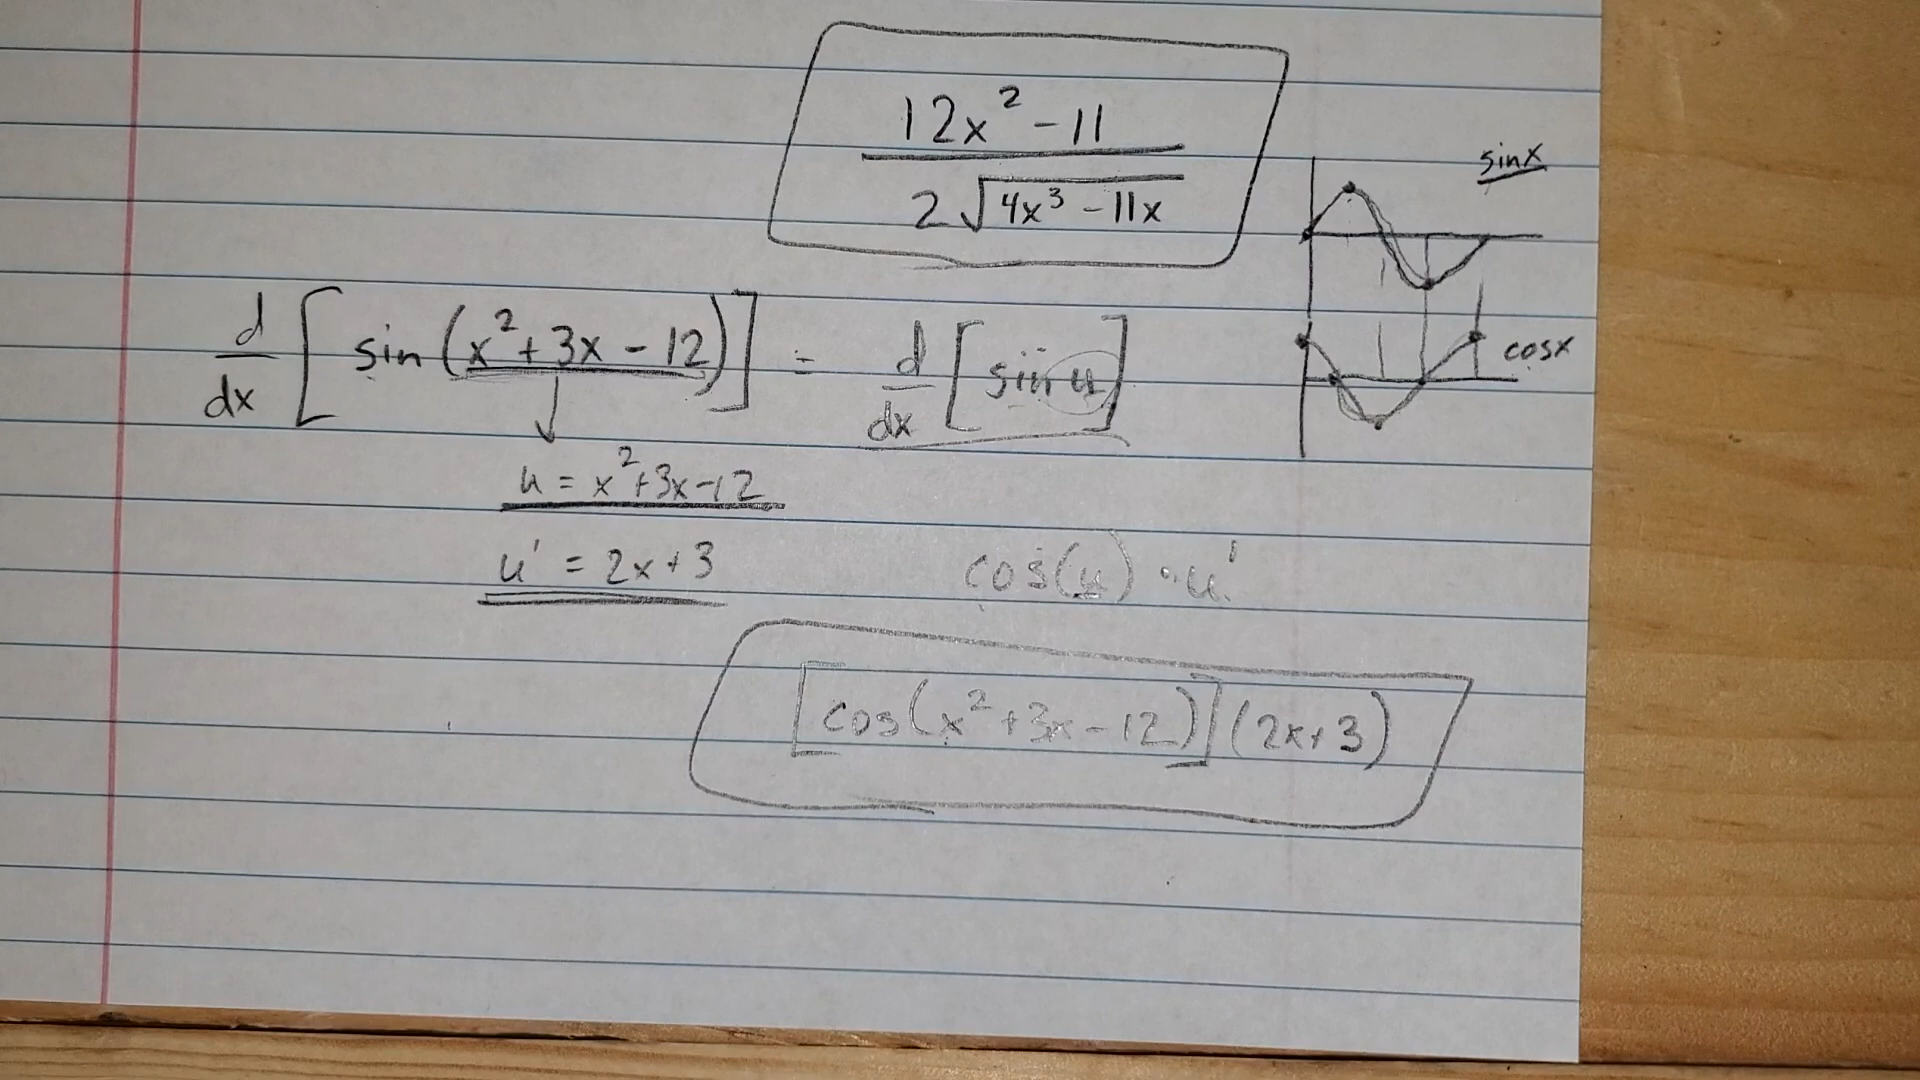 12x² - 11
2√4x³ - 11x
sinx
d/dx [sin(x² + 3x - 12)] = d/dx [sin u]
cosx
u = x² + 3x - 12
u' = 2x + 3
cos(u) · u'
[cos(x² + 3x - 12)](2x + 3)